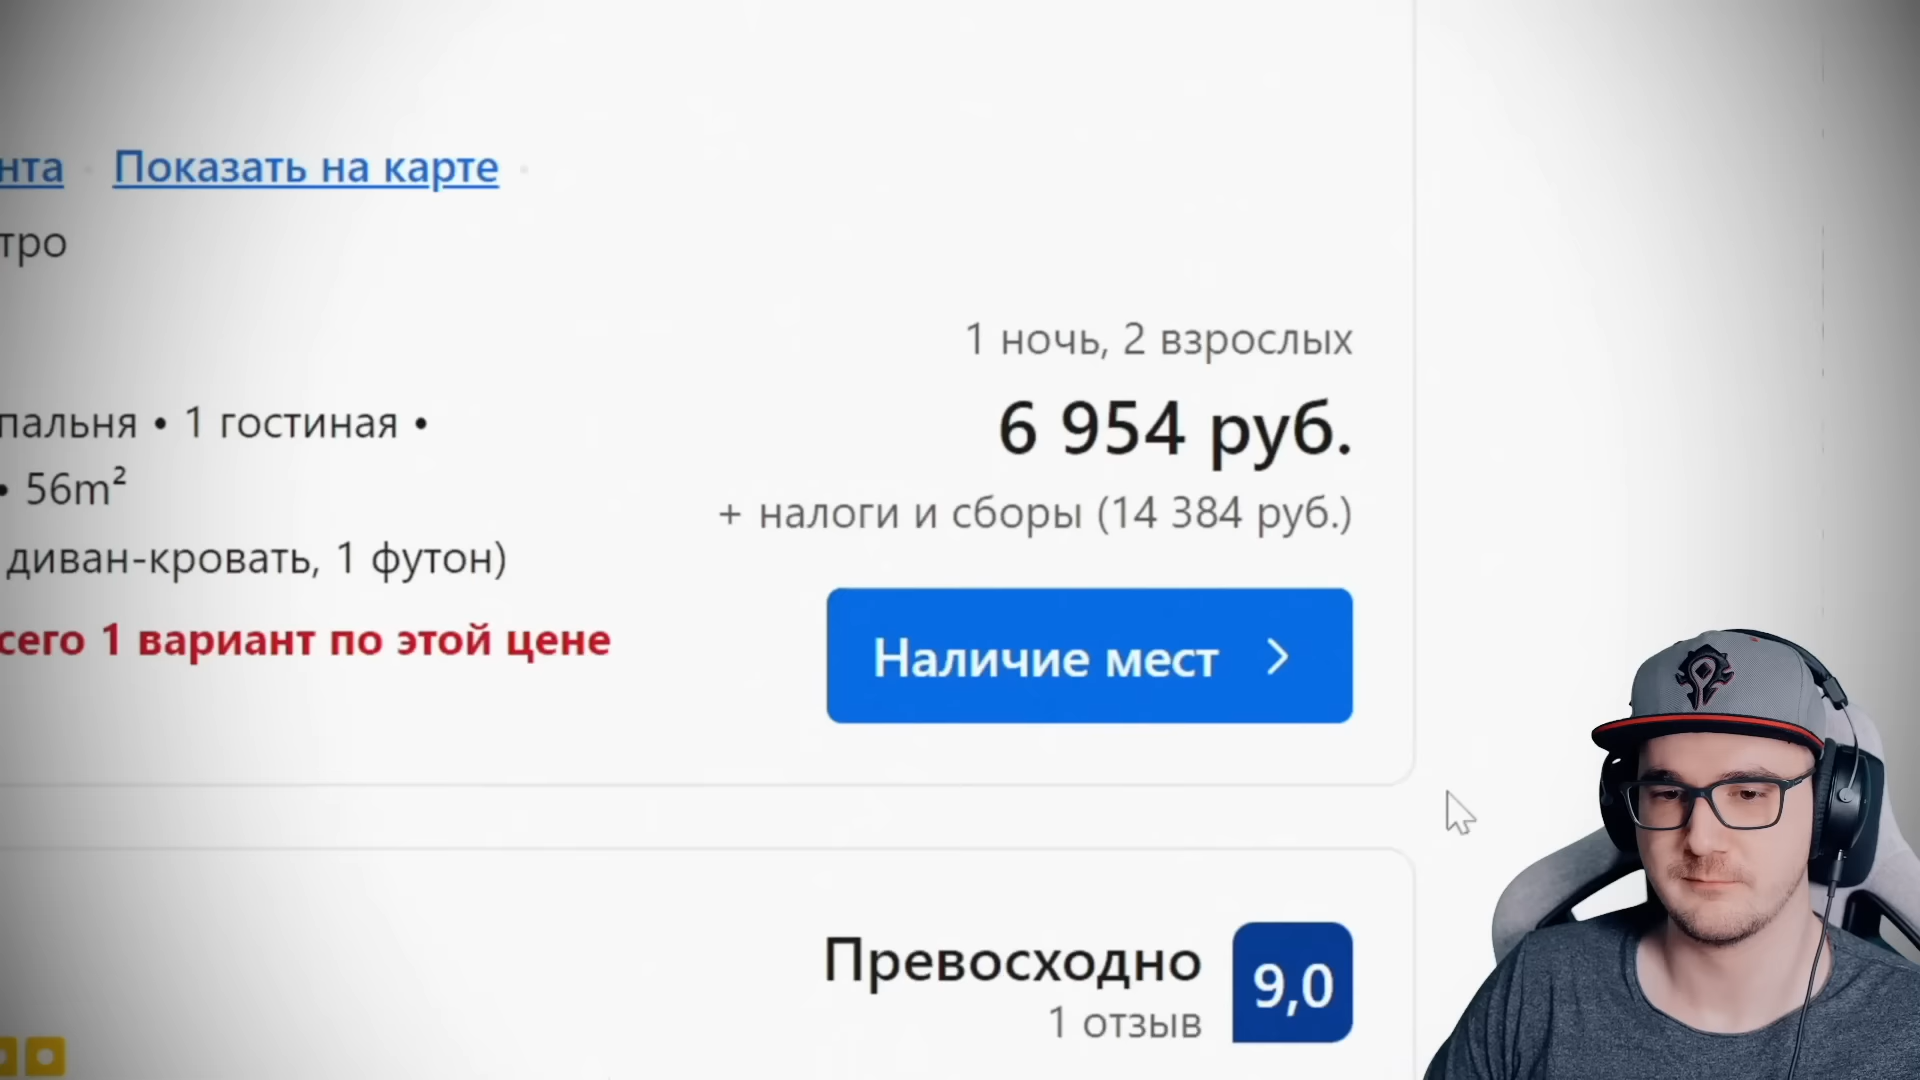 нта · Показать на карте ·
тро
1 ночь, 2 взрослых
6 954 руб.
+ налоги и сборы (14 384 руб.)
пальня • 1 гостиная •
• 56m²
диван-кровать, 1 футон)
сего 1 вариант по этой цене
Наличие мест
Превосходно
1 отзыв
9,0